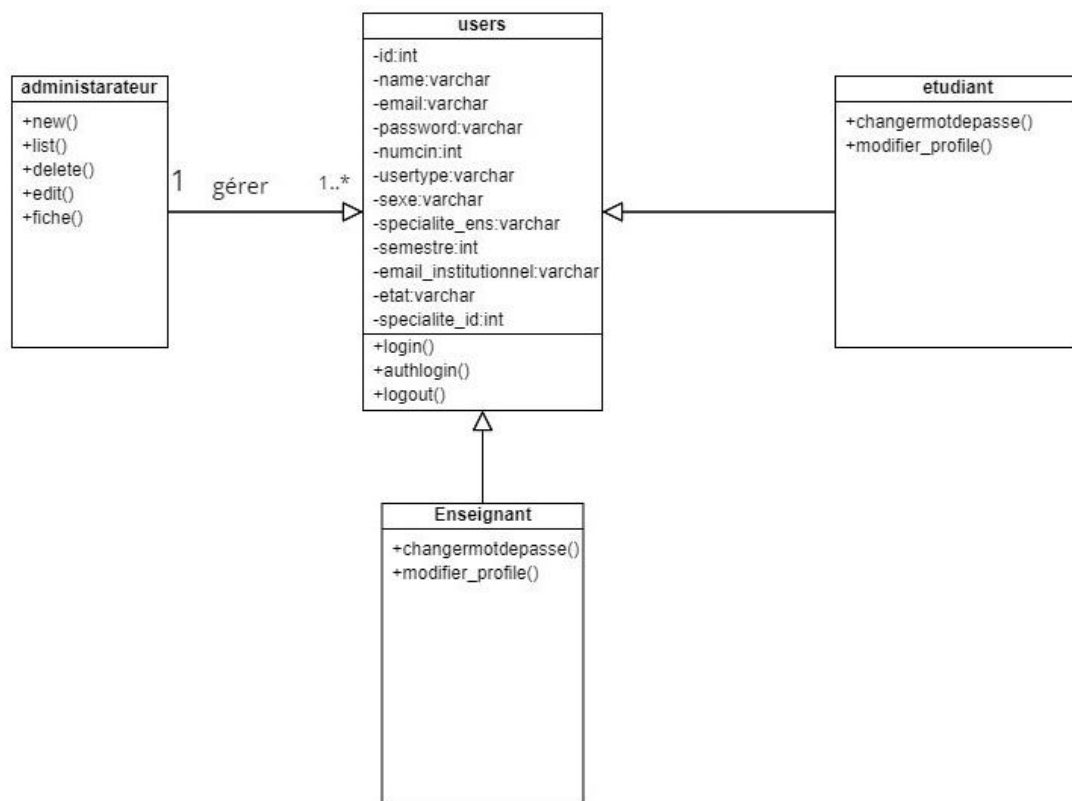 users
-id:int
-name:varchar
-email:varchar
-password:varchar
-numcin:int
-usertype:varchar
-sexe:varchar
-specialite_ens:varchar
-semestre:int
-email_institutionnel:varchar
-etat:varchar
-specialite_id:int
+login()
+authlogin()
+logout()
administarateur
+new()
+list()
+delete()
+edit()
+fiche()
1 gérer 1..*
etudiant
+changermotdepasse()
+modifier_profile()
Enseignant
+changermotdepasse()
+modifier_profile()